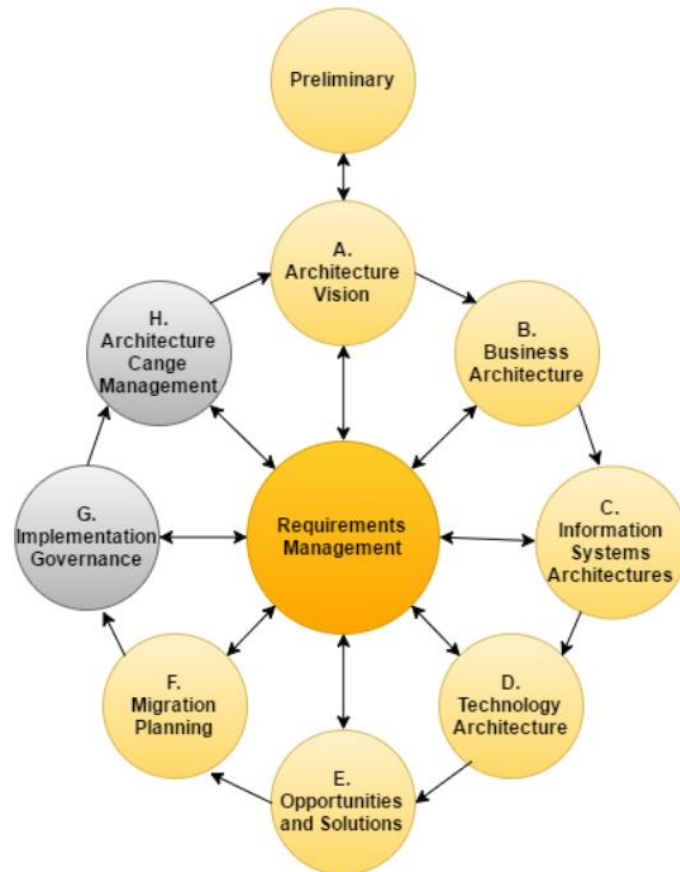 Preliminary
A.
Architecture
Vision
B.
Business
Architecture
C.
Information
Systems
Architectures
D.
Technology
Architecture
E.
Opportunities
and Solutions
F.
Migration
Planning
G.
Implementation
Governance
H.
Architecture
Cange
Management
Requirements
Management